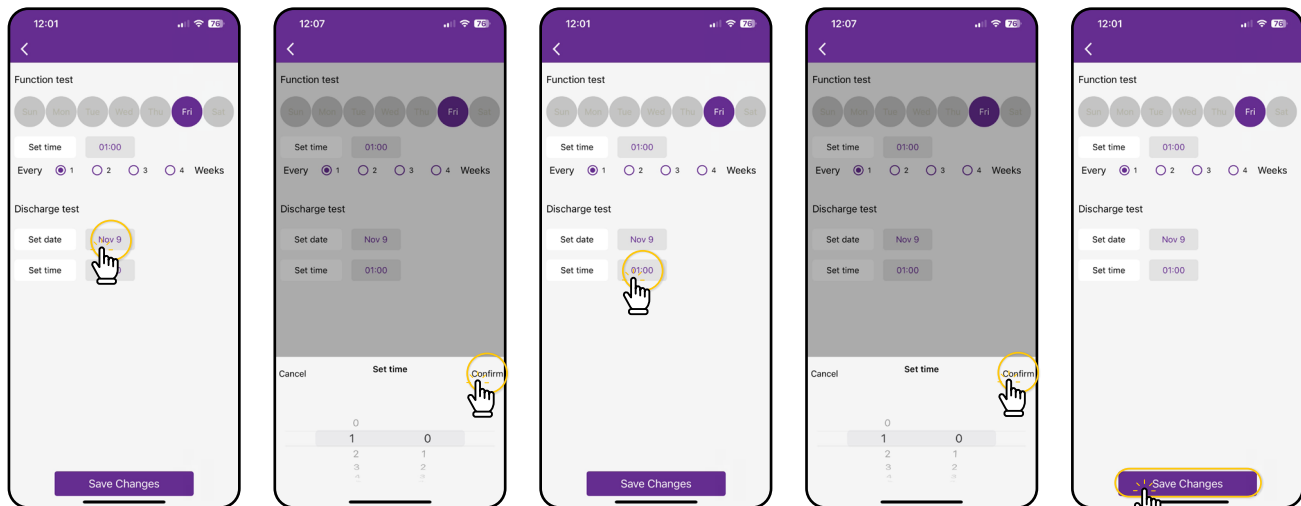 12:01 76
Function test
Sun Mon Tue Wed Thu Fri Sat
Set time 01:00
Every 1 2 3 4 Weeks
Discharge test
Set date Nov 9
Set time
Save Changes
12:07 76
Function test
Sun Mon Tue Wed Thu Fri Sat
Set time 01:00
Every 1 2 3 4 Weeks
Discharge test
Set date Nov 9
Set time 01:00
Cancel Set time Confirm
0
1 0
2 1
3 2
12:01 76
Function test
Sun Mon Tue Wed Thu Fri Sat
Set time 01:00
Every 1 2 3 4 Weeks
Discharge test
Set date Nov 9
Set time 01:00
Save Changes
12:07 76
Function test
Sun Mon Tue Wed Thu Fri Sat
Set time 01:00
Every 1 2 3 4 Weeks
Discharge test
Set date Nov 9
Set time 01:00
Cancel Set time Confirm
0
1 0
2 1
3 2
12:01 76
Function test
Sun Mon Tue Wed Thu Fri Sat
Set time 01:00
Every 1 2 3 4 Weeks
Discharge test
Set date Nov 9
Set time 01:00
Save Changes